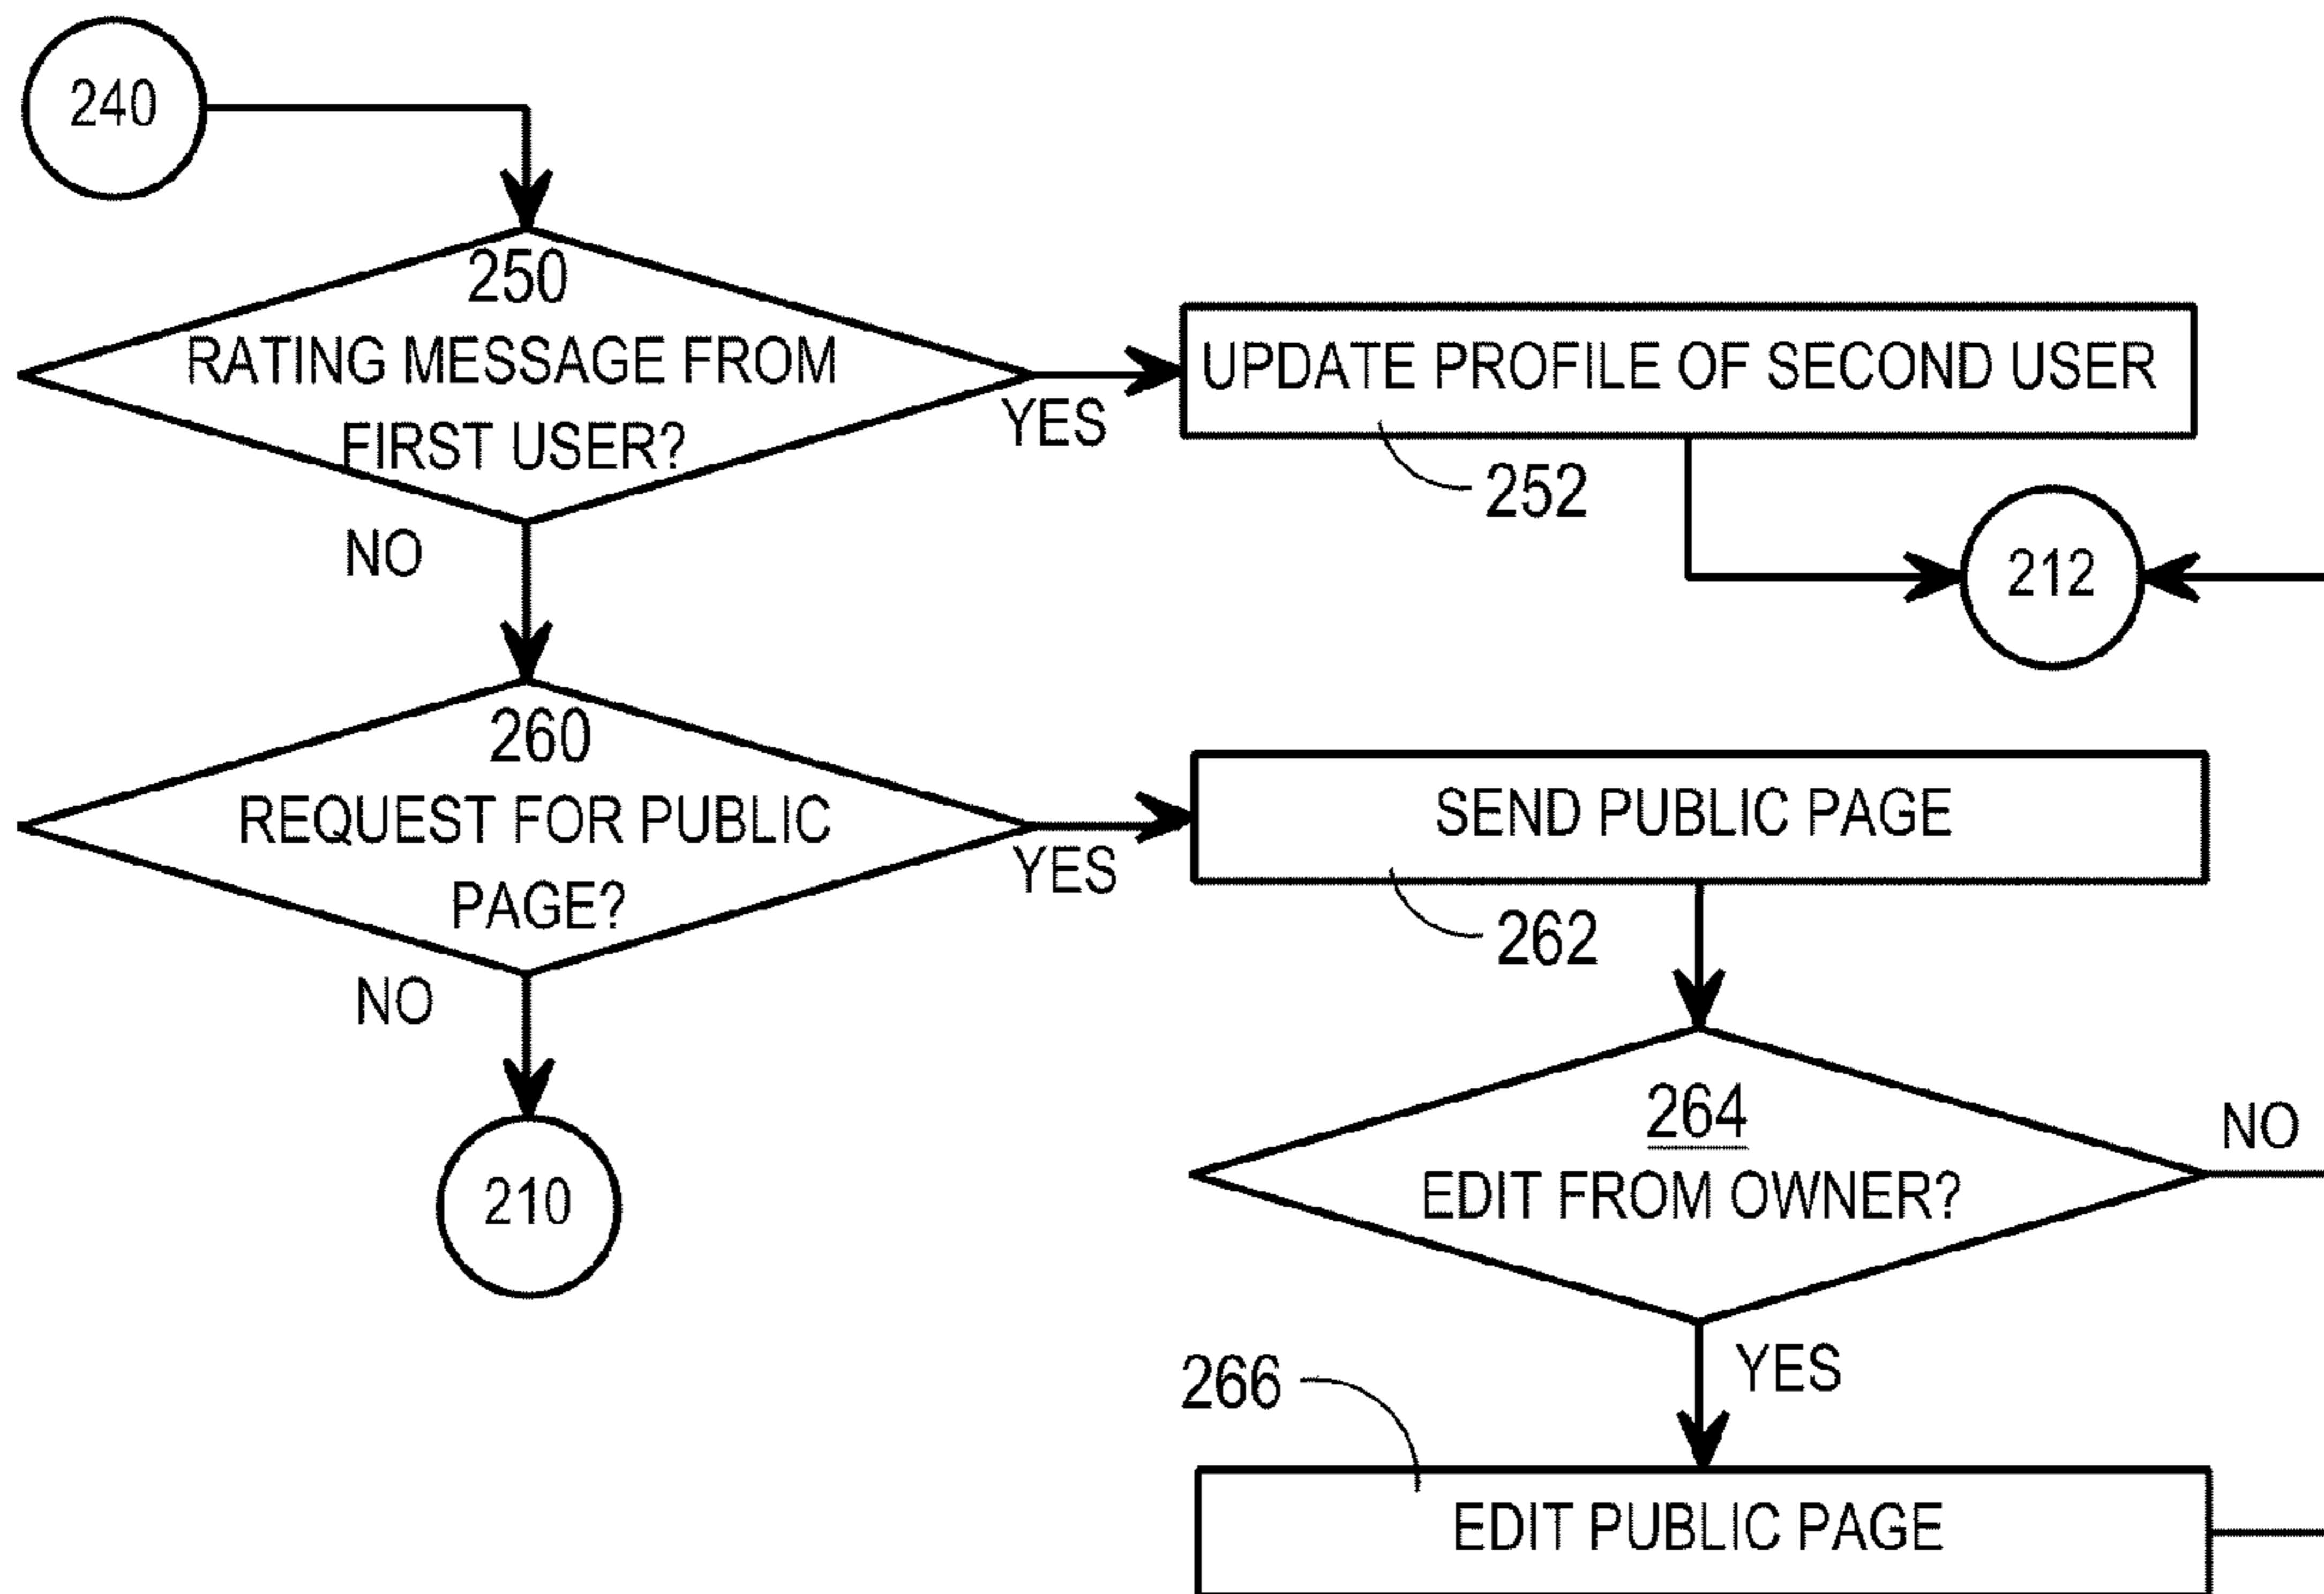 240
250
RATING MESSAGE FROM
FIRST USER?
YES
UPDATE PROFILE OF SECOND USER
252
NO
212
260
REQUEST FOR PUBLIC
PAGE?
YES
SEND PUBLIC PAGE
262
NO
210
264
EDIT FROM OWNER?
NO
YES
266
EDIT PUBLIC PAGE